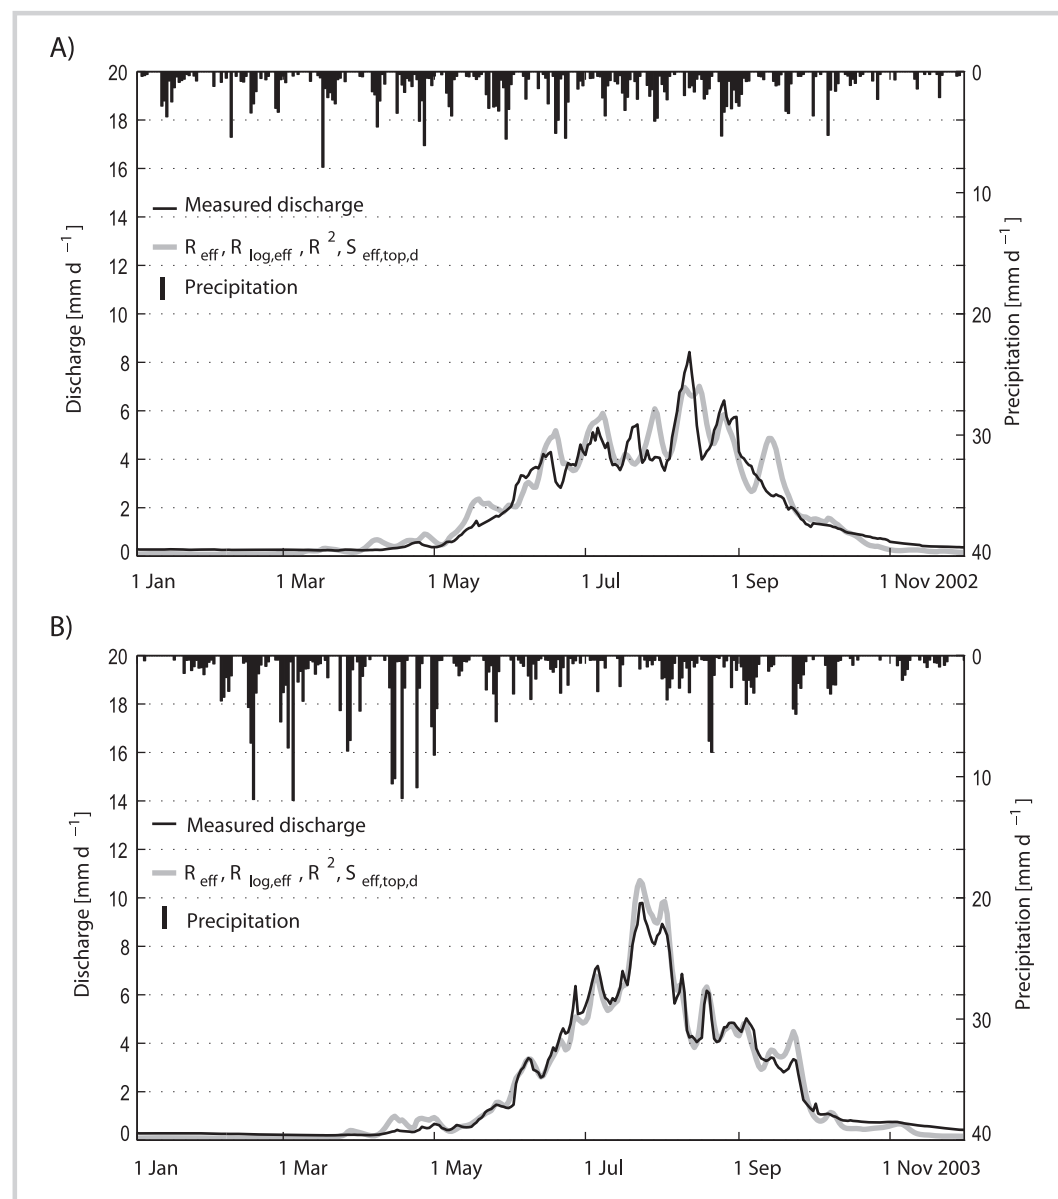 A)
20
18
16
14
12
10
8
6
4
2
0
Discharge [mm d −1 ]
Measured discharge
R eff , R log,eff , R 2 , S eff,top,d
Precipitation
0
10
20
30
40
Precipitation [mm d −1 ]
1 Jan 1 Mar 1 May 1 Jul 1 Sep 1 Nov 2002
B)
20
18
16
14
12
10
8
6
4
2
0
Discharge [mm d −1 ]
Measured discharge
R eff , R log,eff , R 2 , S eff,top,d
Precipitation
0
10
20
30
40
Precipitation [mm d −1 ]
1 Jan 1 Mar 1 May 1 Jul 1 Sep 1 Nov 2003